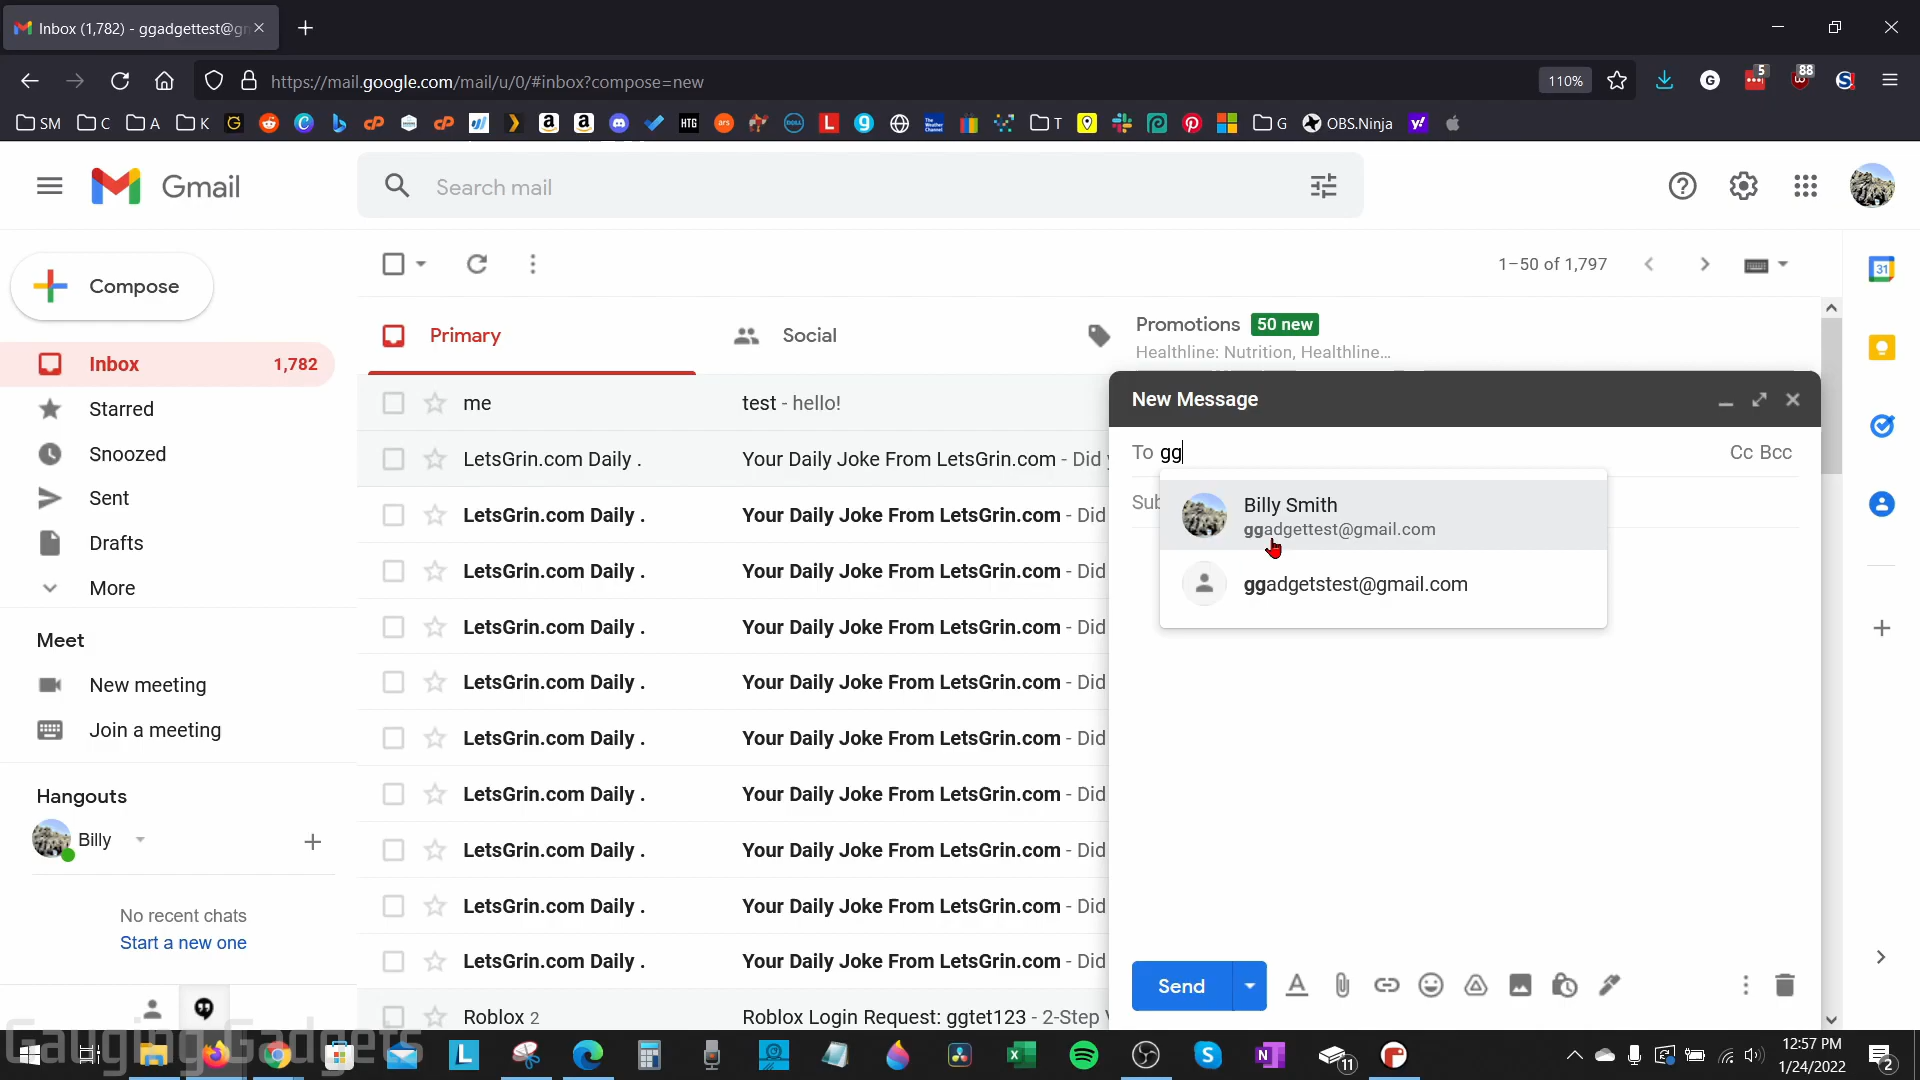 Inbox (1,782) - ggadgettest@gm
https://mail.google.com/mail/u/0/#inbox?compose=new
110%
5
88
SM
C
A
K
HTG
T
G
OBS.Ninja
Gmail
Search mail
Compose
1–50 of 1,797
31
Inbox 1,782
Starred
Snoozed
Sent
Drafts
More
Meet
New meeting
Join a meeting
Hangouts
Billy
No recent chats
Start a new one
Primary
Social
Promotions 50 new
Healthline: Nutrition, Healthline...
me test - hello!
LetsGrin.com Daily . Your Daily Joke From LetsGrin.com - Did y
LetsGrin.com Daily . Your Daily Joke From LetsGrin.com - Did
LetsGrin.com Daily . Your Daily Joke From LetsGrin.com - Did
LetsGrin.com Daily . Your Daily Joke From LetsGrin.com - Did
LetsGrin.com Daily . Your Daily Joke From LetsGrin.com - Did
LetsGrin.com Daily . Your Daily Joke From LetsGrin.com - Did
LetsGrin.com Daily . Your Daily Joke From LetsGrin.com - Did
LetsGrin.com Daily . Your Daily Joke From LetsGrin.com - Did
LetsGrin.com Daily . Your Daily Joke From LetsGrin.com - Did
LetsGrin.com Daily . Your Daily Joke From LetsGrin.com - Did
Roblox 2 Roblox Login Request: ggtet123 - 2-Step V
New Message
To gg
Cc Bcc
Sub
Billy Smith
ggadgettest@gmail.com
ggadgetstest@gmail.com
Send
Gauging Gadgets
11
12:57 PM
1/24/2022
2